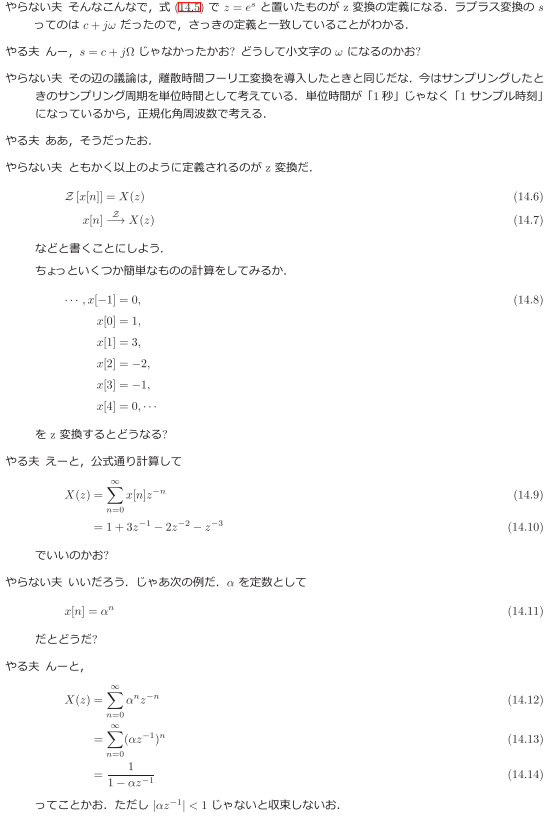 やらない夫 そんなこんなで，式 (14.5) で z = e^s と置いたものが z 変換の定義になる．ラプラス変換の s
ってのは c + jω だったので，さっきの定義と一致していることがわかる．
やる夫 んー，s = c + jΩ じゃなかったかお? どうして小文字の ω になるのかお?
やらない夫 その辺の議論は，離散時間フーリエ変換を導入したときと同じだな．今はサンプリングしたと
きのサンプリング周期を単位時間として考えている．単位時間が「1 秒」じゃなく「1 サンプル時刻」
になっているから，正規化角周波数で考える．
やる夫 ああ，そうだったお．
やらない夫 ともかく以上のように定義されるのが z 変換だ．
𝒵[x[n]] = X(z) (14.6)
x[n] \xrightarrow{𝒵} X(z) (14.7)
などと書くことにしよう．
ちょっといくつか簡単なものの計算をしてみるか．
⋯ , x[−1] = 0, (14.8)
x[0] = 1,
x[1] = 3,
x[2] = −2,
x[3] = −1,
x[4] = 0, ⋯
を z 変換するとどうなる?
やる夫 えーと，公式通り計算して
X(z) = \sum_{n=0}^{∞} x[n]z^{−n} (14.9)
= 1 + 3z^{−1} − 2z^{−2} − z^{−3} (14.10)
でいいのかお?
やらない夫 いいだろう．じゃあ次の例だ．α を定数として
x[n] = α^n (14.11)
だとどうだ?
やる夫 んーと，
X(z) = \sum_{n=0}^{∞} α^n z^{−n} (14.12)
= \sum_{n=0}^{∞} (αz^{−1})^n (14.13)
= \frac{1}{1 − αz^{−1}} (14.14)
ってことかお．ただし |αz^{−1}| < 1 じゃないと収束しないお．